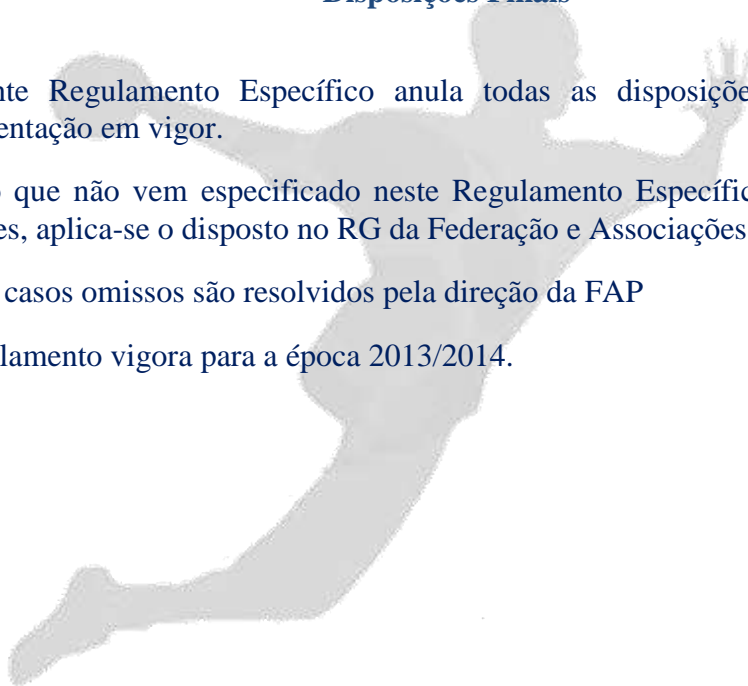 Disposições Finais
nte Regulamento Específico anula todas as disposiçõe
entação em vigor.
o que não vem especificado neste Regulamento Específic
es, aplica-se o disposto no RG da Federação e Associações
casos omissos são resolvidos pela direção da FAP
lamento vigora para a época 2013/2014.